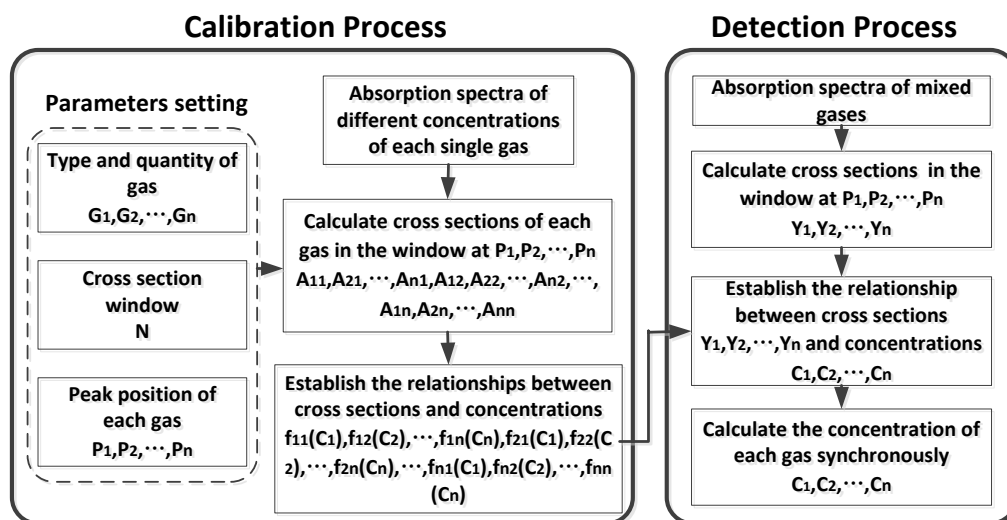 Calibration Process
Parameters setting
Type and quantity of
gas
G1,G2,···,Gn
Cross section
window
N
Peak position of
each gas
P1,P2,···,Pn
Absorption spectra of
different concentrations
of each single gas
Calculate cross sections of each
gas in the window at P1,P2,···,Pn
A11,A21,···,An1,A12,A22,···,An2,···,
A1n,A2n,···,Ann
Establish the relationships between
cross sections and concentrations
f11(C1),f12(C2),···,f1n(Cn),f21(C1),f22(C
2),···,f2n(Cn),···,fn1(C1),fn2(C2),···,fnn
(Cn)
Detection Process
Absorption spectra of mixed
gases
Calculate cross sections in the
window at P1,P2,···,Pn
Y1,Y2,···,Yn
Establish the relationship
between cross sections
Y1,Y2,···,Yn and concentrations
C1,C2,···,Cn
Calculate the concentration of
each gas synchronously
C1,C2,···,Cn